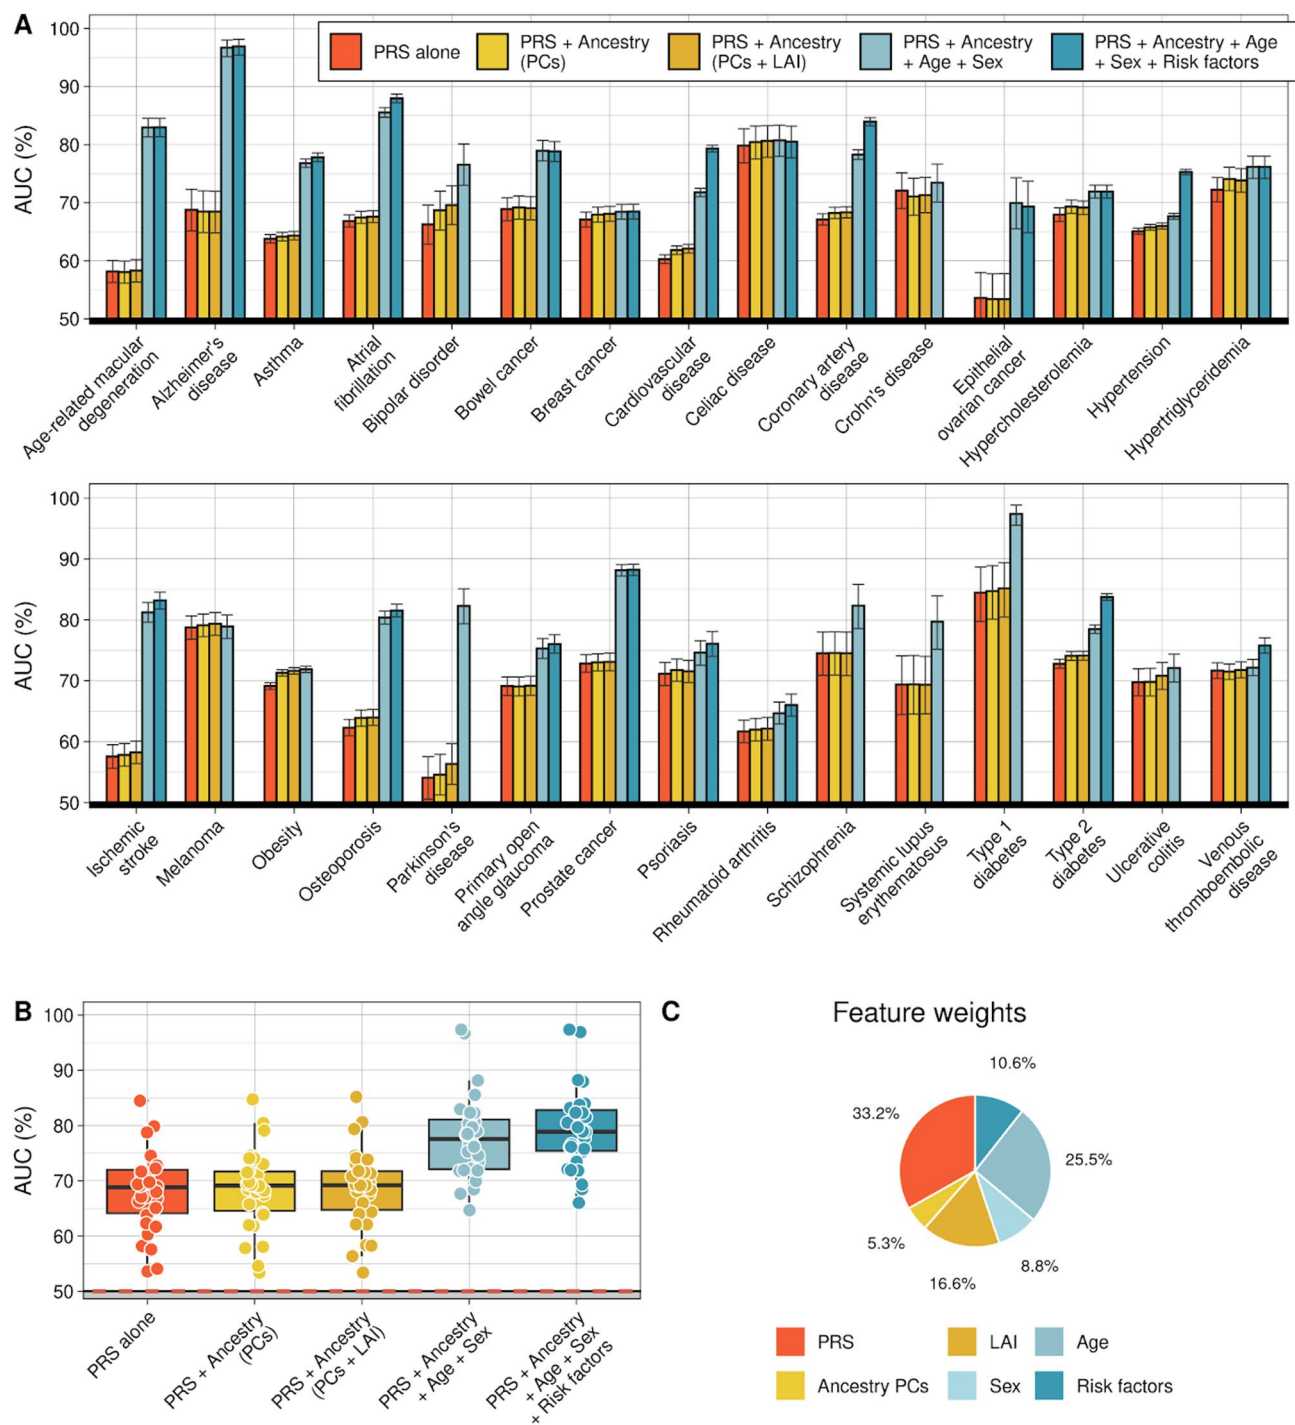 A
PRS alone
PRS + Ancestry
(PCs)
PRS + Ancestry
(PCs + LAI)
PRS + Ancestry
+ Age + Sex
PRS + Ancestry + Age
+ Sex + Risk factors
AUC (%)
100
90
80
70
60
50
Age-related macular
degeneration
Alzheimer's
disease
Asthma
Atrial
fibrillation
Bipolar disorder
Bowel cancer
Breast cancer
Cardiovascular
disease
Celiac disease
Coronary artery
disease
Crohn's disease
Epithelial
ovarian cancer
Hypercholesterolemia
Hypertension
Hypertriglyceridemia
AUC (%)
100
90
80
70
60
50
Ischemic
stroke
Melanoma
Obesity
Osteoporosis
Parkinson's
disease
Primary open
angle glaucoma
Prostate cancer
Psoriasis
Rheumatoid arthritis
Schizophrenia
Systemic lupus
erythematosus
Type 1
diabetes
Type 2
diabetes
Ulcerative
colitis
Venous
thromboembolic
disease
B
AUC (%)
100
90
80
70
60
50
PRS alone
PRS + Ancestry
(PCs)
PRS + Ancestry
(PCs + LAI)
PRS + Ancestry
+ Age + Sex
PRS + Ancestry
+ Age + Sex
+ Risk factors
C
Feature weights
10.6%
33.2%
25.5%
5.3%
8.8%
16.6%
PRS
LAI
Age
Ancestry PCs
Sex
Risk factors